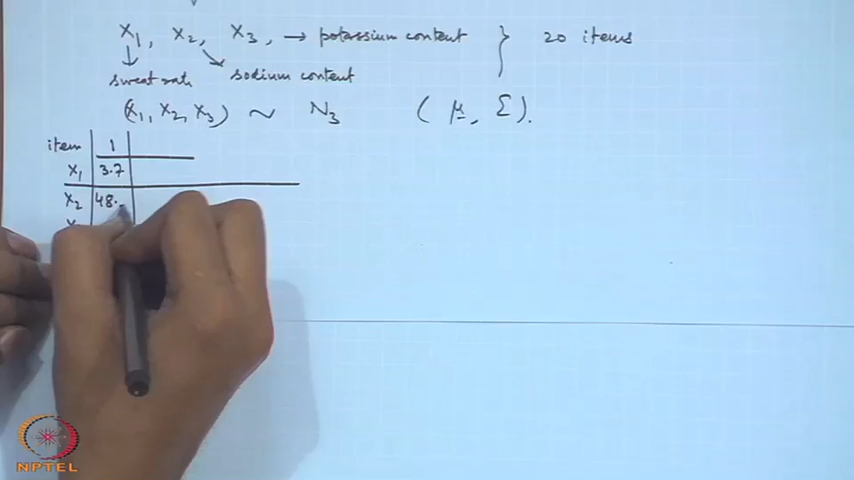 X₁, X₂, X₃, → potassium content } 20 items
sweat rate sodium content
(X₁, X₂, X₃) ~ N₃ ( μ, Σ ).
item 1
X₁ 3.7
X₂ 48.
NPTEL